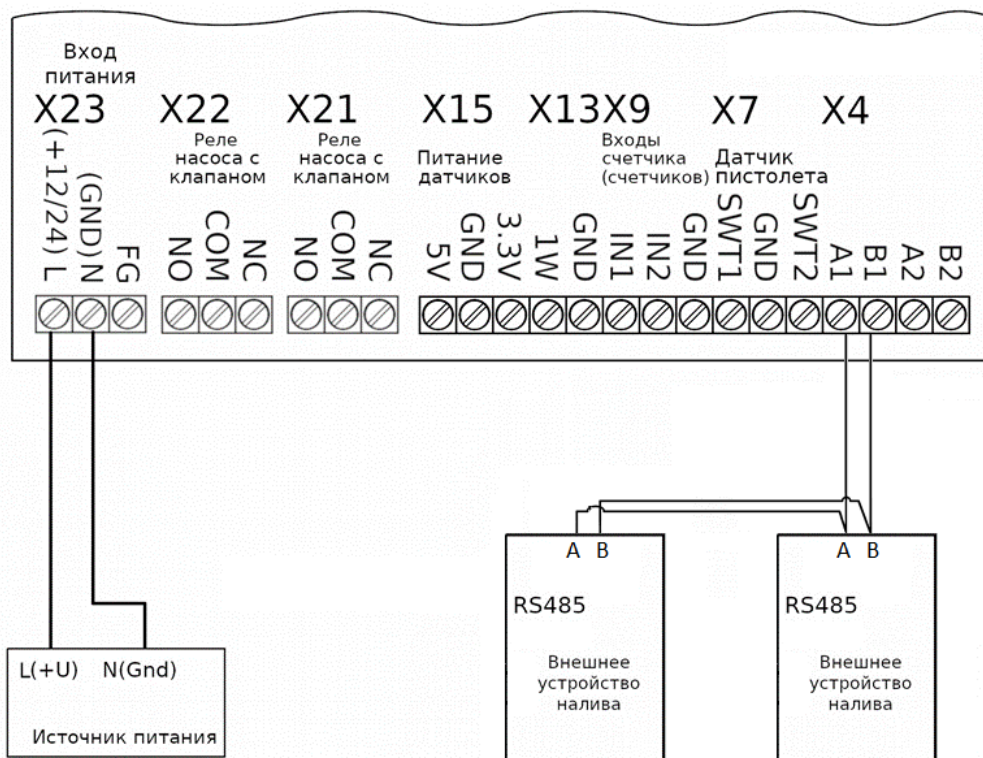 Вход
питания
X23 X22 X21 X15 X13 X9 X7 X4
Реле
насоса с
клапаном
Реле
насоса с
клапаном
Питание
датчиков
Входы
счетчика
(счетчиков)
Датчик
пистолета
(+12/24) L
(GND) N
FG
NO
COM
NC
NO
COM
NC
5V
GND
3.3V
1W
GND
IN1
IN2
GND
SWT1
GND
SWT2
A1
B1
A2
B2
A B
RS485
Внешнее
устройство
налива
A B
RS485
Внешнее
устройство
налива
L(+U) N(Gnd)
Источник питания